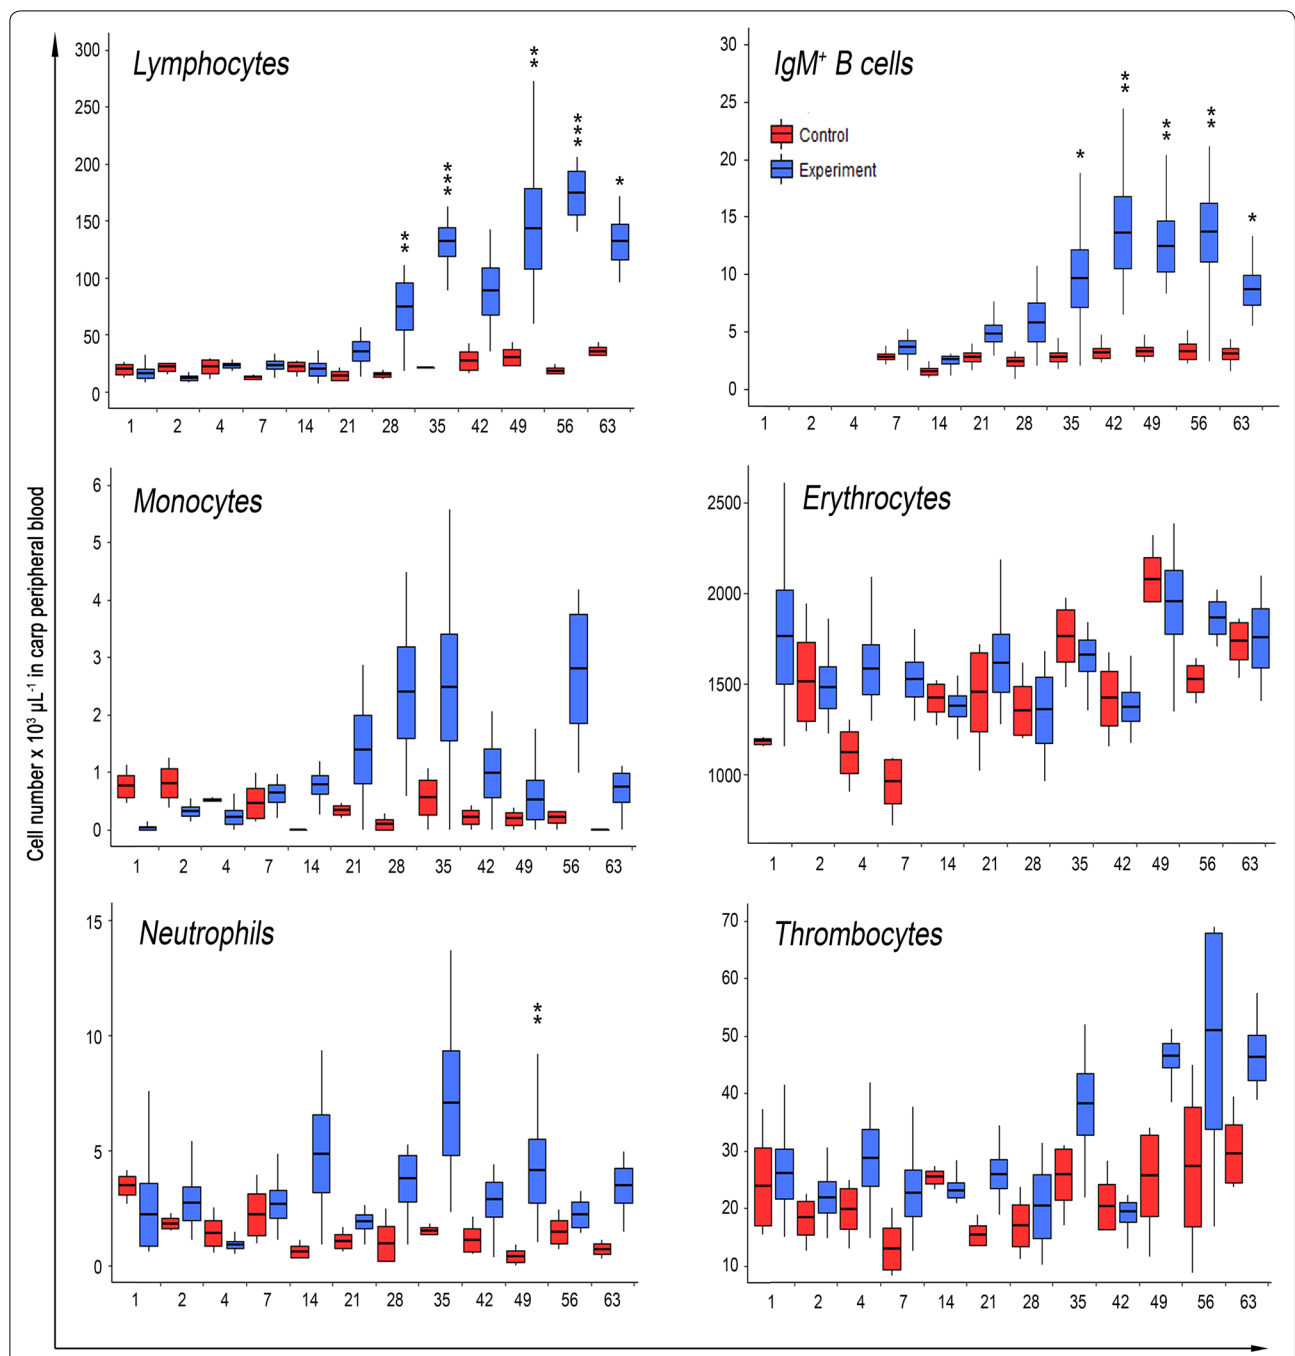 Cell number x 10³ µL⁻¹ in carp peripheral blood
Lymphocytes
300
250
200
150
100
50
0
** *** ** *** *
1 2 4 7 14 21 28 35 42 49 56 63
IgM⁺ B cells
30
25
20
15
10
5
0
Control
Experiment
* ** ** ** *
1 2 4 7 14 21 28 35 42 49 56 63
Monocytes
6
5
4
3
2
1
0
1 2 4 7 14 21 28 35 42 49 56 63
Erythrocytes
2500
2000
1500
1000
1 2 4 7 14 21 28 35 42 49 56 63
Neutrophils
15
10
5
0
**
1 2 4 7 14 21 28 35 42 49 56 63
Thrombocytes
70
60
50
40
30
20
10
1 2 4 7 14 21 28 35 42 49 56 63